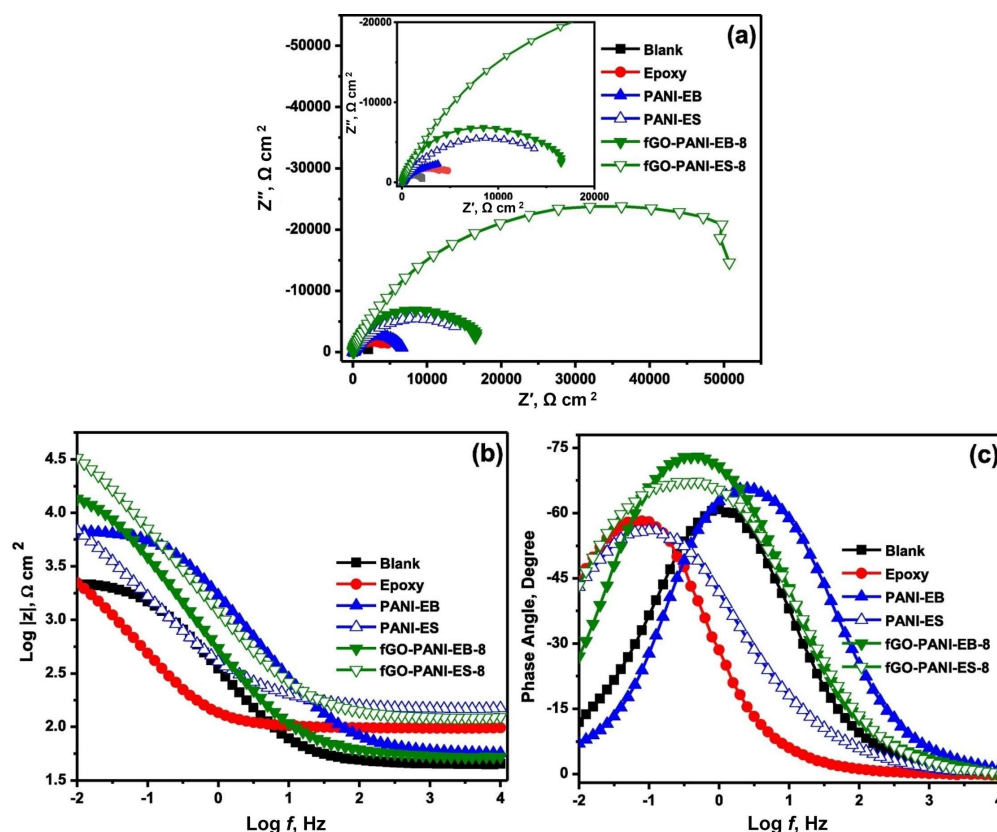 (a)
Z″, Ω cm 2
-50000
-40000
-30000
-20000
-10000
0
0 10000 20000 30000 40000 50000
Z′, Ω cm 2
Z″, Ω cm 2
-20000
-10000
0
0 10000 20000
Z′, Ω cm 2
Blank
Epoxy
PANI-EB
PANI-ES
fGO-PANI-EB-8
fGO-PANI-ES-8
(b)
Log |z|, Ω cm 2
4.5
4.0
3.5
3.0
2.5
2.0
1.5
-2 -1 0 1 2 3 4
Log f, Hz
Blank
Epoxy
PANI-EB
PANI-ES
fGO-PANI-EB-8
fGO-PANI-ES-8
(c)
Phase Angle, Degree
-75
-60
-45
-30
-15
0
-2 -1 0 1 2 3 4
Log f, Hz
Blank
Epoxy
PANI-EB
PANI-ES
fGO-PANI-EB-8
fGO-PANI-ES-8